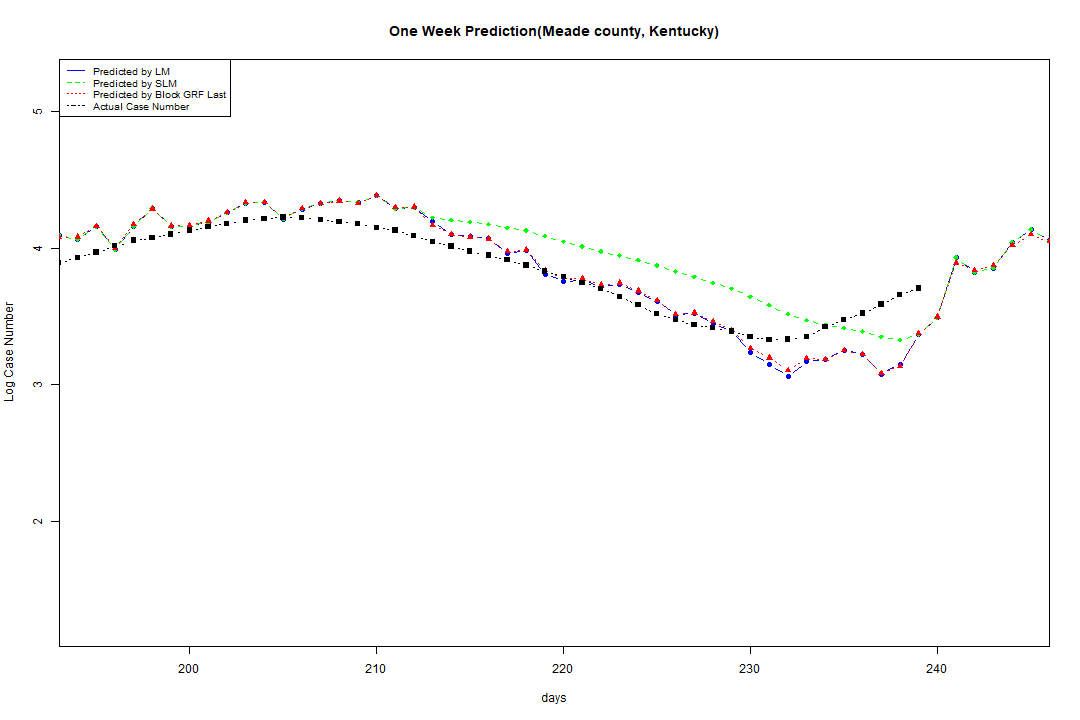 One Week Prediction(Meade county, Kentucky)
Predicted by LM
Predicted by SLM
Predicted by Block GRF Last
Actual Case Number
5
4
3
2
Log Case Number
200 210 220 230 240
days